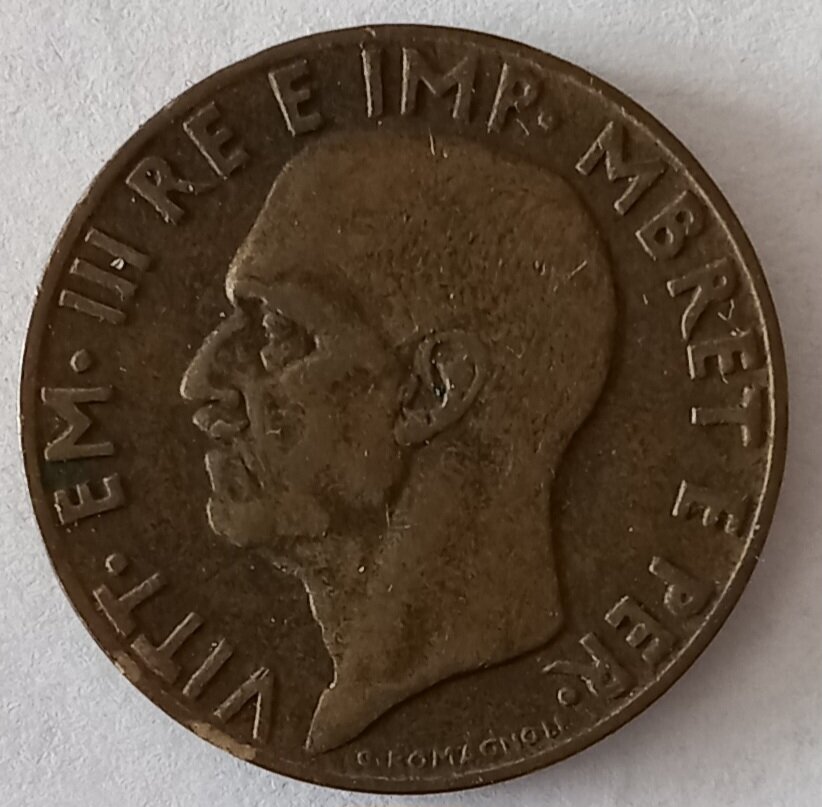 VITT·EM·III RE E IMP· MBRET E PER·
G·ROMAGNOLI